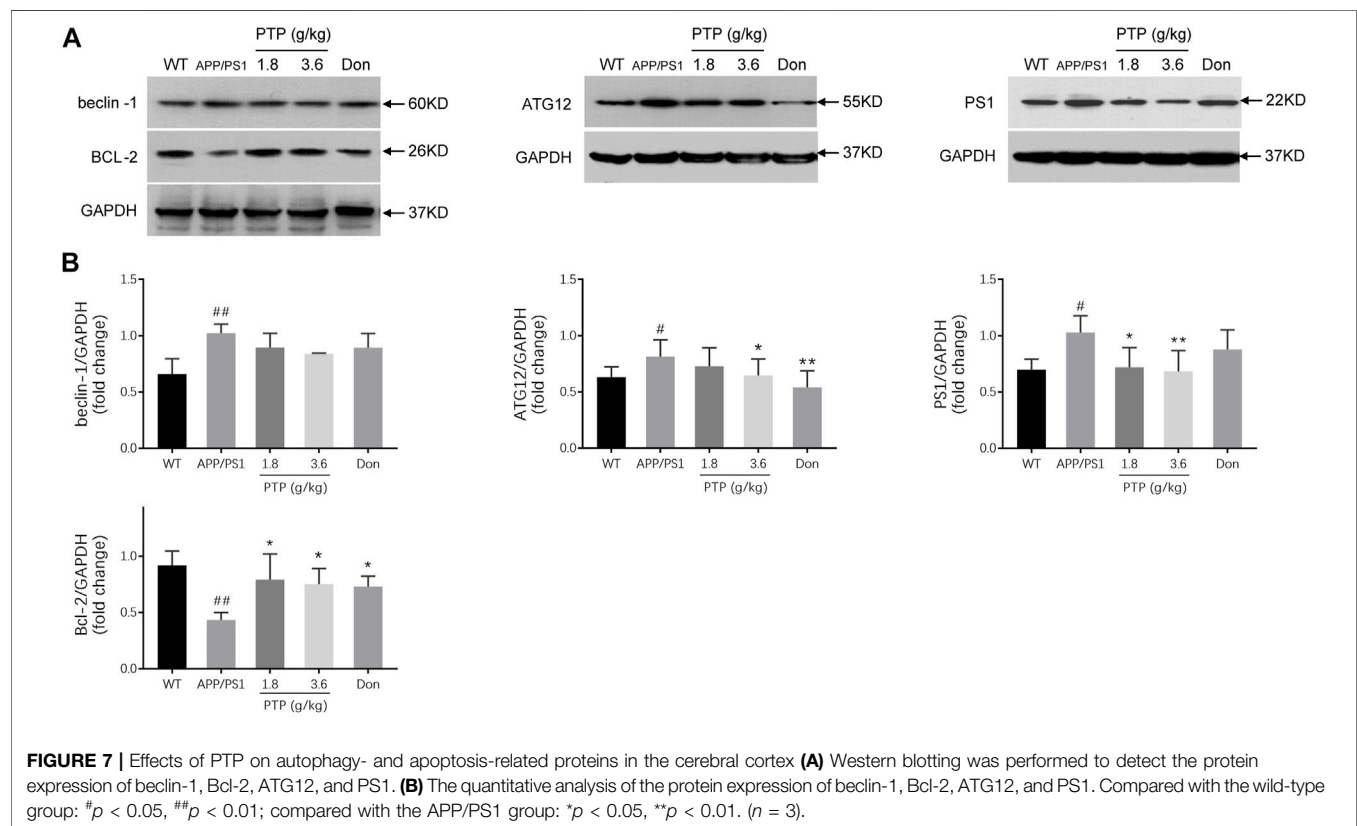 A
PTP (g/kg)
WT APP/PS1 1.8 3.6 Don
beclin -1
60KD
BCL-2
26KD
GAPDH
37KD
PTP (g/kg)
WT APP/PS1 1.8 3.6 Don
ATG12
55KD
GAPDH
37KD
PTP (g/kg)
WT APP/PS1 1.8 3.6 Don
PS1
22KD
GAPDH
37KD
B
beclin-1/GAPDH
(fold change)
1.5
1.0
0.5
0.0
##
WT APP/PS1 1.8 3.6 Don
PTP (g/kg)
ATG12/GAPDH
(fold change)
1.5
1.0
0.5
0.0
#
*
**
WT APP/PS1 1.8 3.6 Don
PTP (g/kg)
PS1/GAPDH
(fold change)
1.5
1.0
0.5
0.0
#
*
**
WT APP/PS1 1.8 3.6 Don
PTP (g/kg)
Bcl-2/GAPDH
(fold change)
1.0
0.5
0.0
##
*
*
*
WT APP/PS1 1.8 3.6 Don
PTP (g/kg)
FIGURE 7 | Effects of PTP on autophagy- and apoptosis-related proteins in the cerebral cortex (A) Western blotting was performed to detect the protein
expression of beclin-1, Bcl-2, ATG12, and PS1. (B) The quantitative analysis of the protein expression of beclin-1, Bcl-2, ATG12, and PS1. Compared with the wild-type
group: #p < 0.05, ##p < 0.01; compared with the APP/PS1 group: *p < 0.05, **p < 0.01. (n = 3).